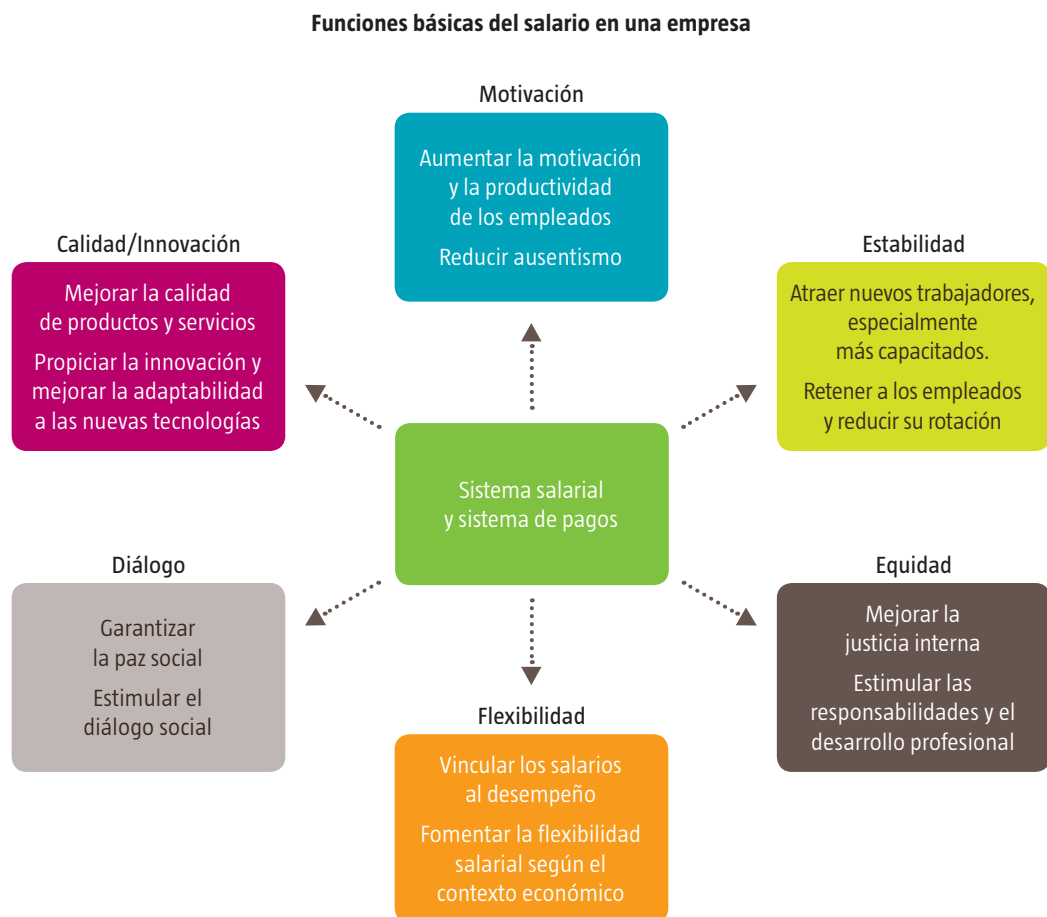 Funciones básicas del salario en una empresa
Motivación
Aumentar la motivación
y la productividad
de los empleados
Reducir ausentismo
Calidad/Innovación
Mejorar la calidad
de productos y servicios
Propiciar la innovación y
mejorar la adaptabilidad
a las nuevas tecnologías
Estabilidad
Atraer nuevos trabajadores,
especialmente
más capacitados.
Retener a los empleados
y reducir su rotación
Sistema salarial
y sistema de pagos
Diálogo
Garantizar
la paz social
Estimular el
diálogo social
Equidad
Mejorar la
justicia interna
Estimular las
responsabilidades y el
desarrollo profesional
Flexibilidad
Vincular los salarios
al desempeño
Fomentar la flexibilidad
salarial según el
contexto económico